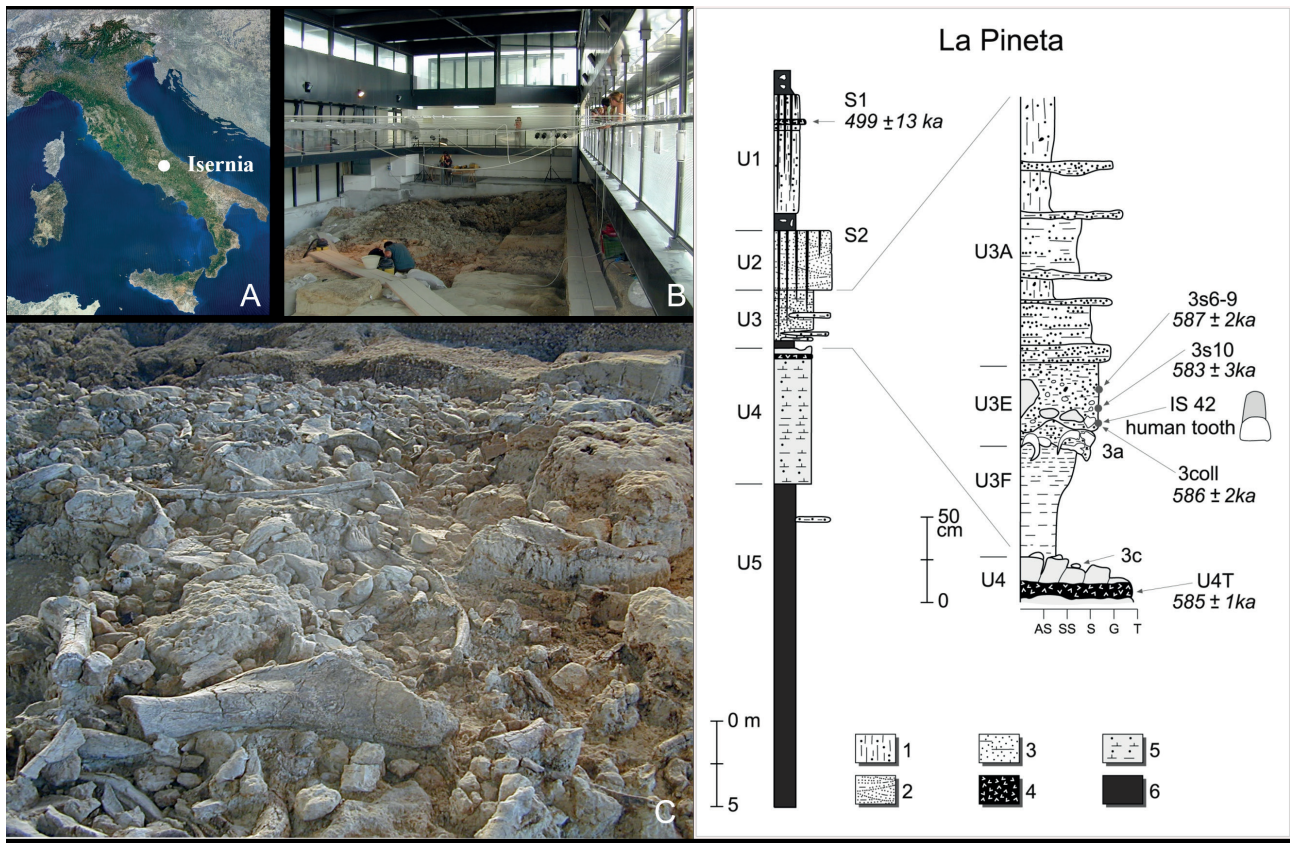 Isernia
A
B
C
La Pineta
S1
499 ±13 ka
U1
S2
U2
U3
U4
U5
U3A
3s6-9
587 ± 2ka
3s10
583 ± 3ka
U3E
IS 42
human tooth
3a
U3F
3coll
586 ± 2ka
50
cm
0
3c
U4
U4T
585 ± 1ka
AS SS S G T
0 m
5
1
3
5
2
4
6